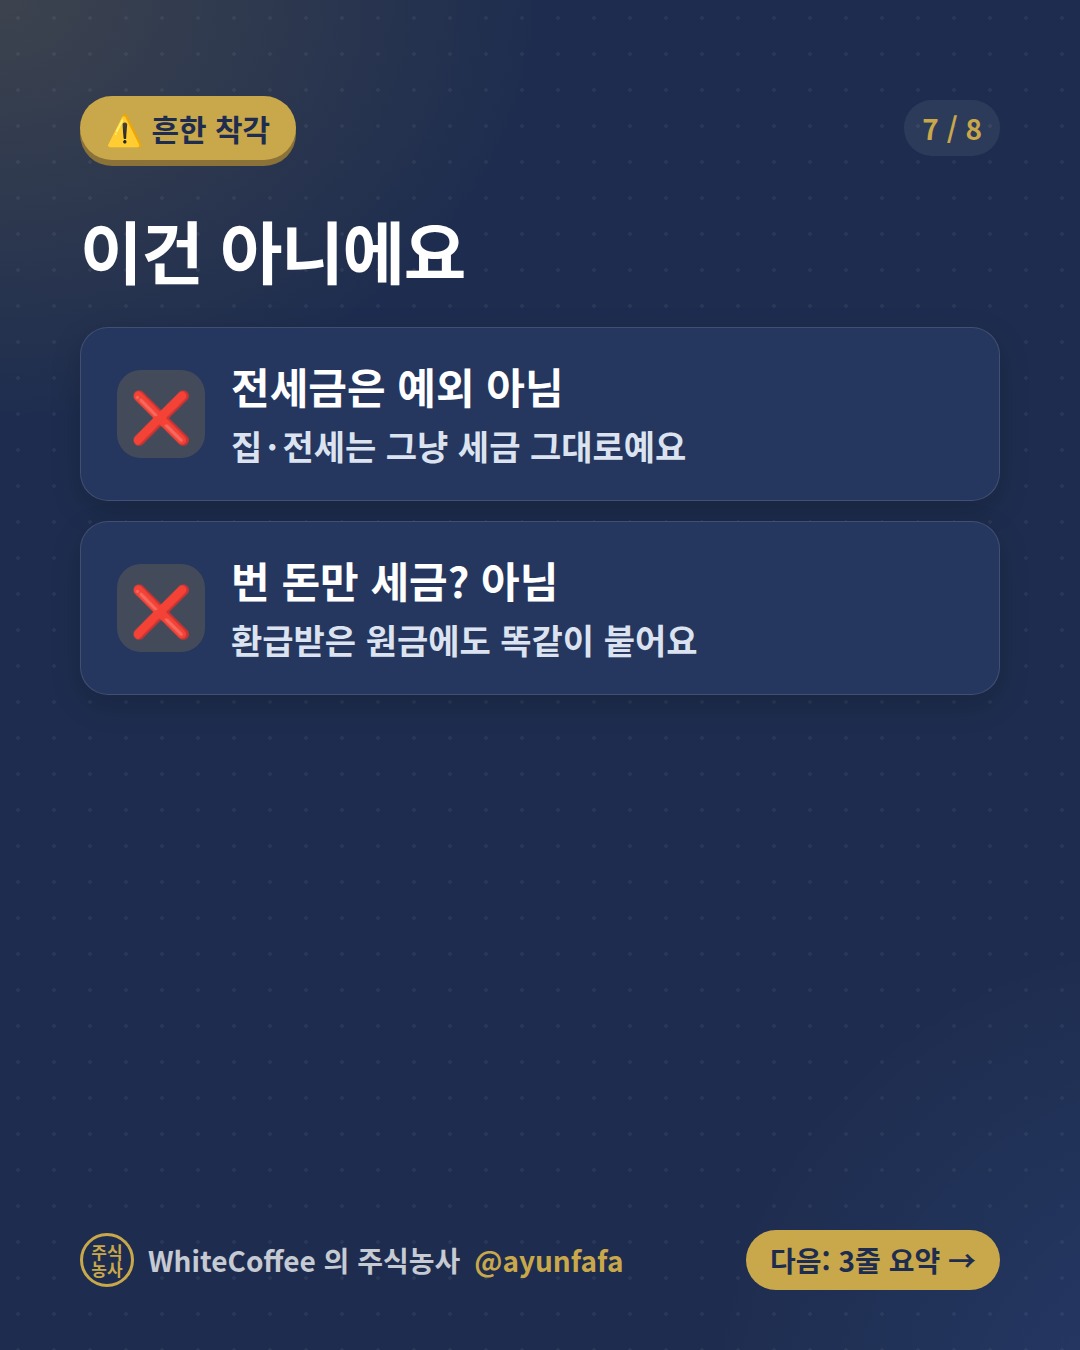 ⚠️ 흔한 착각
7 / 8
이건 아니에요
❌ 전세금은 예외 아님
집·전세는 그냥 세금 그대로예요
❌ 번 돈만 세금? 아님
환급받은 원금에도 똑같이 붙어요
주식
농사
WhiteCoffee 의 주식농사 @ayunfafa
다음: 3줄 요약 →